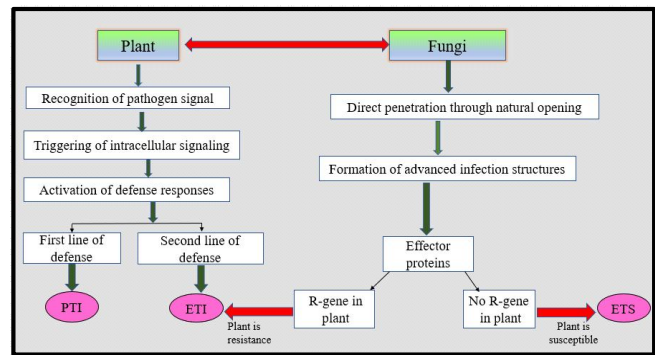 Plant
Fungi
Recognition of pathogen signal
Direct penetration through natural opening
Triggering of intracellular signaling
Formation of advanced infection structures
Activation of defense responses
First line of
defense
Second line of
defense
Effector
proteins
PTI
ETI
R-gene in
plant
No R-gene
in plant
ETS
Plant is
resistance
Plant is
susceptible